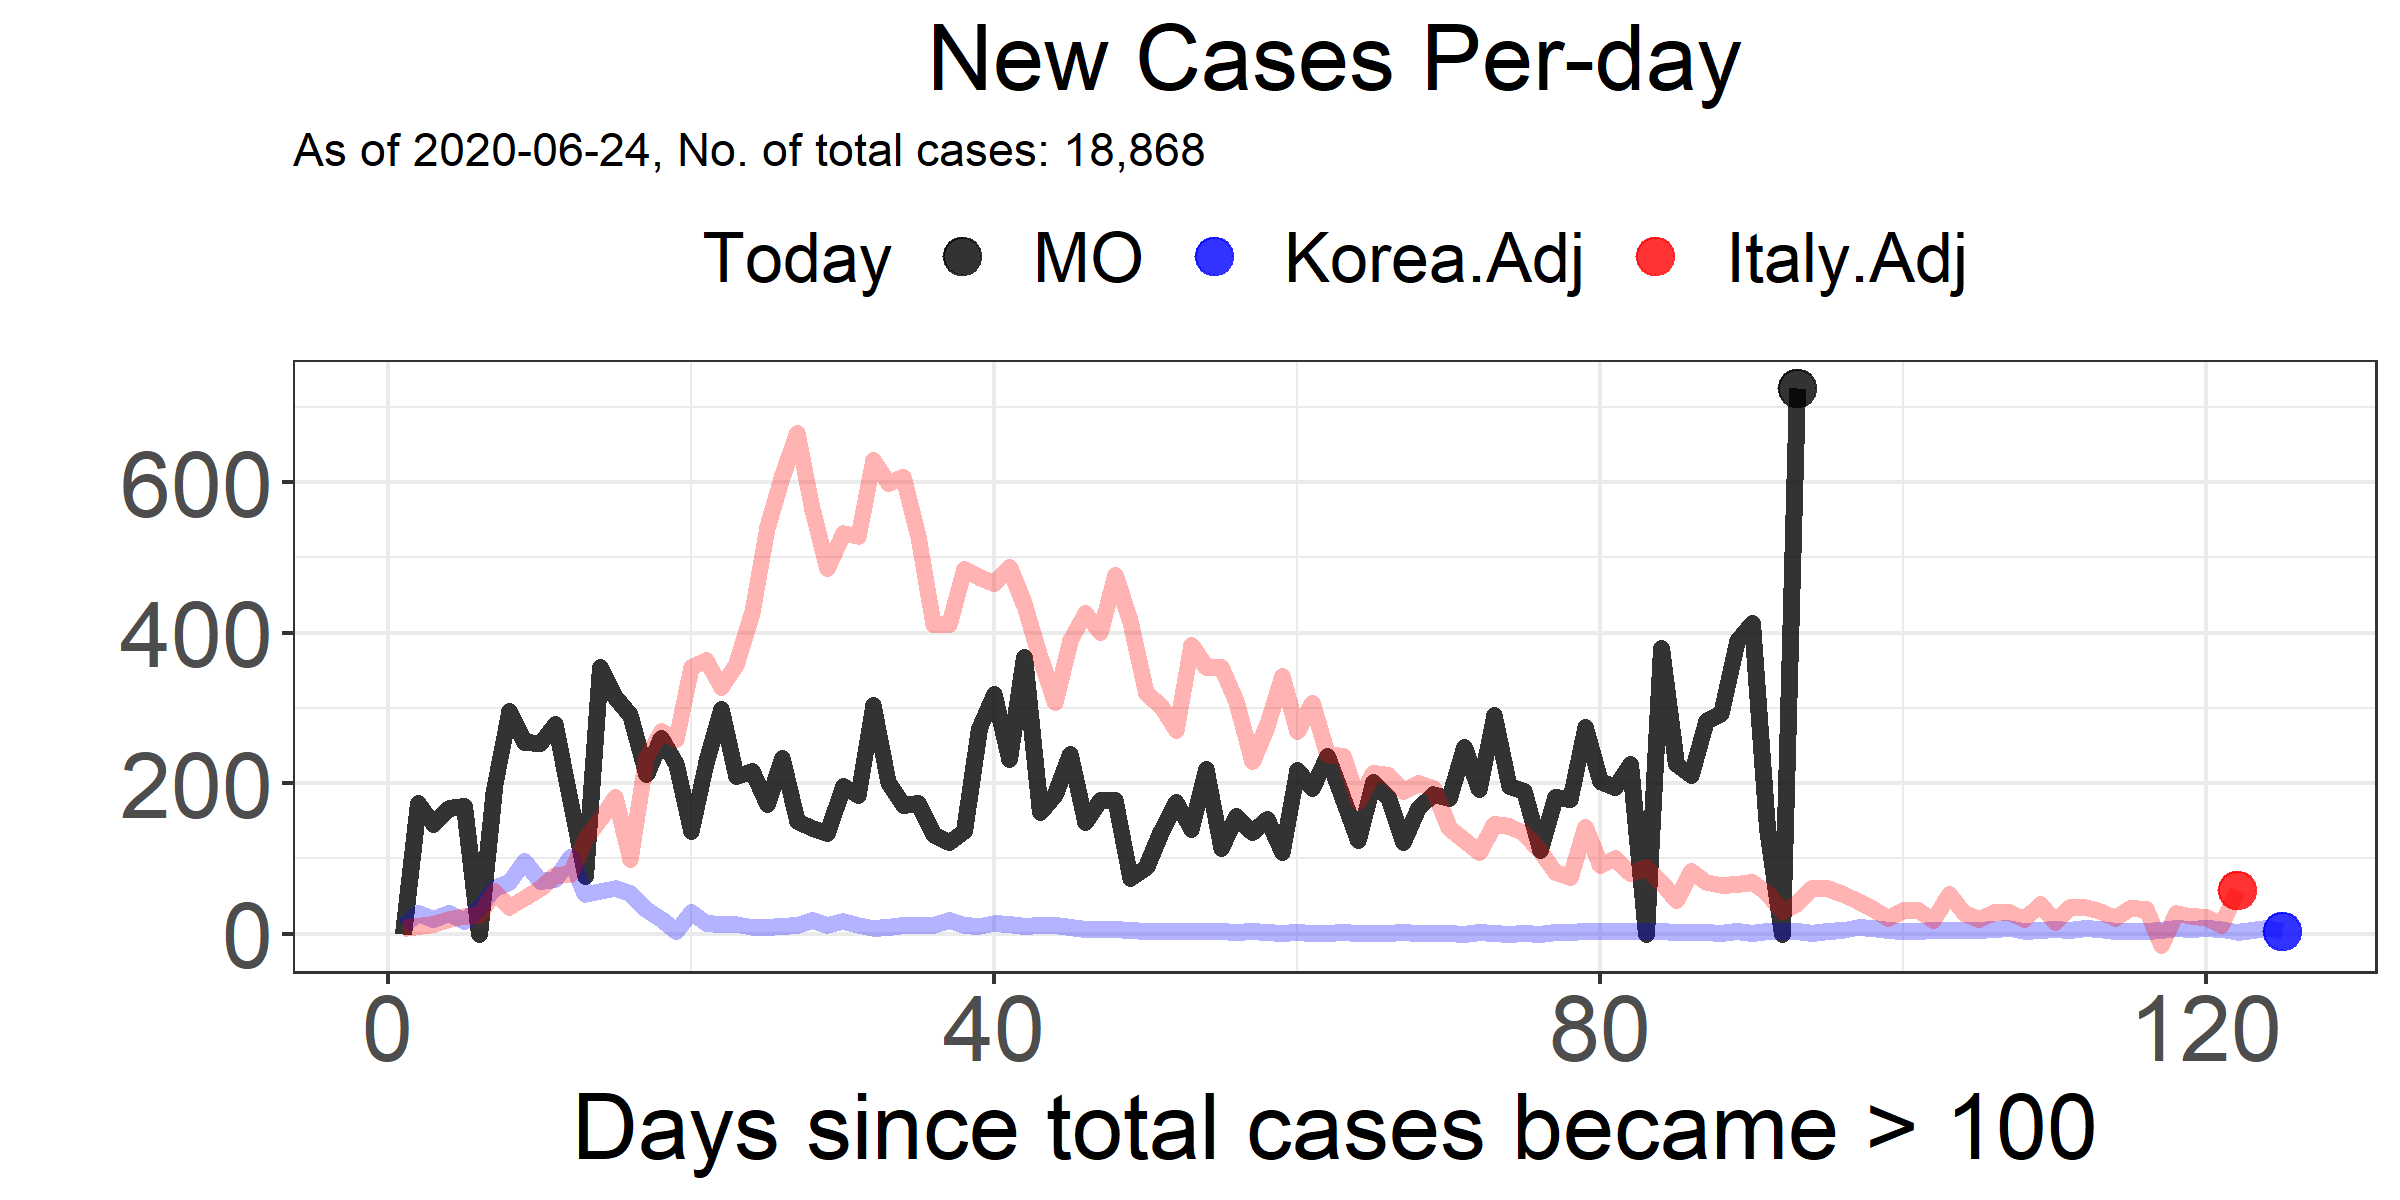 New Cases Per-day
As of 2020-06-24, No. of total cases: 18,868
Today MO Korea.Adj Italy.Adj
600
400
200
0
0 40 80 120
Days since total cases became > 100